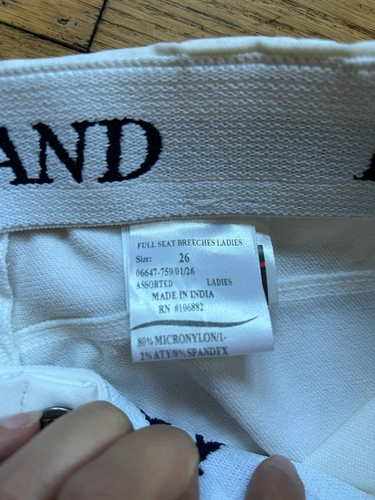 AND
FULL SEAT BREECHES LADIES
Size: 26
06647-759/01/26
ASSORTED LADIES
MADE IN INDIA
RN #106882
80% MICRONYLON/1-
2% ATY/8% SPANDEX